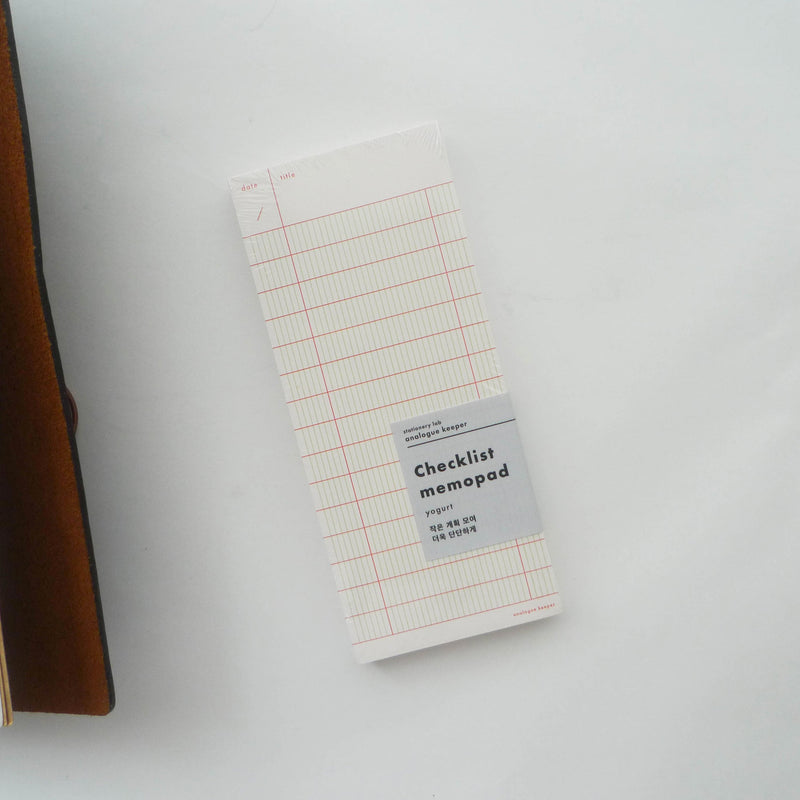 date title
/
stationery lab
analogue keeper
Checklist
memopad
yogurt
작은 계획 모여
더욱 단단하게
analogue keeper